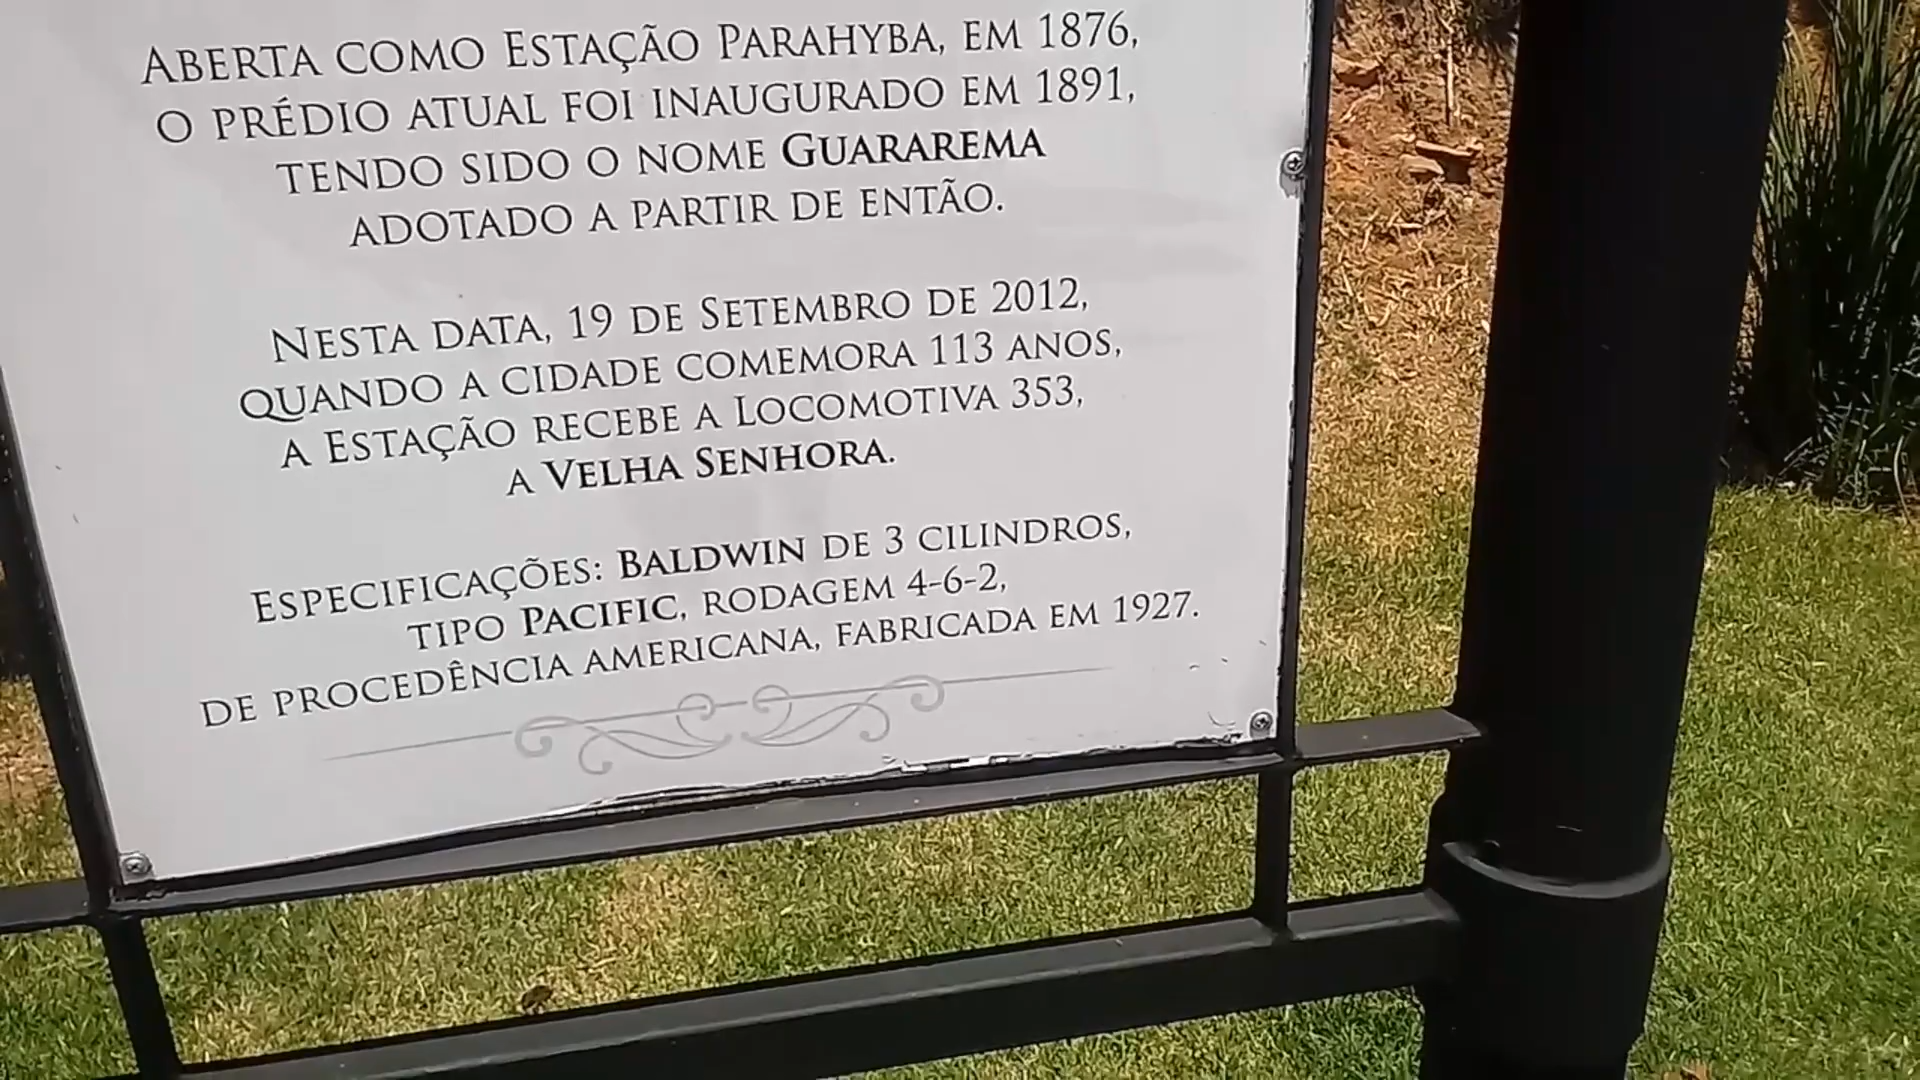 Aberta como Estação Parahyba, em 1876,
o prédio atual foi inaugurado em 1891,
tendo sido o nome Guararema
adotado a partir de então.
Nesta data, 19 de Setembro de 2012,
quando a cidade comemora 113 anos,
a Estação recebe a Locomotiva 353,
a Velha Senhora.
Especificações: Baldwin de 3 cilindros,
tipo Pacific, rodagem 4-6-2,
de procedência americana, fabricada em 1927.